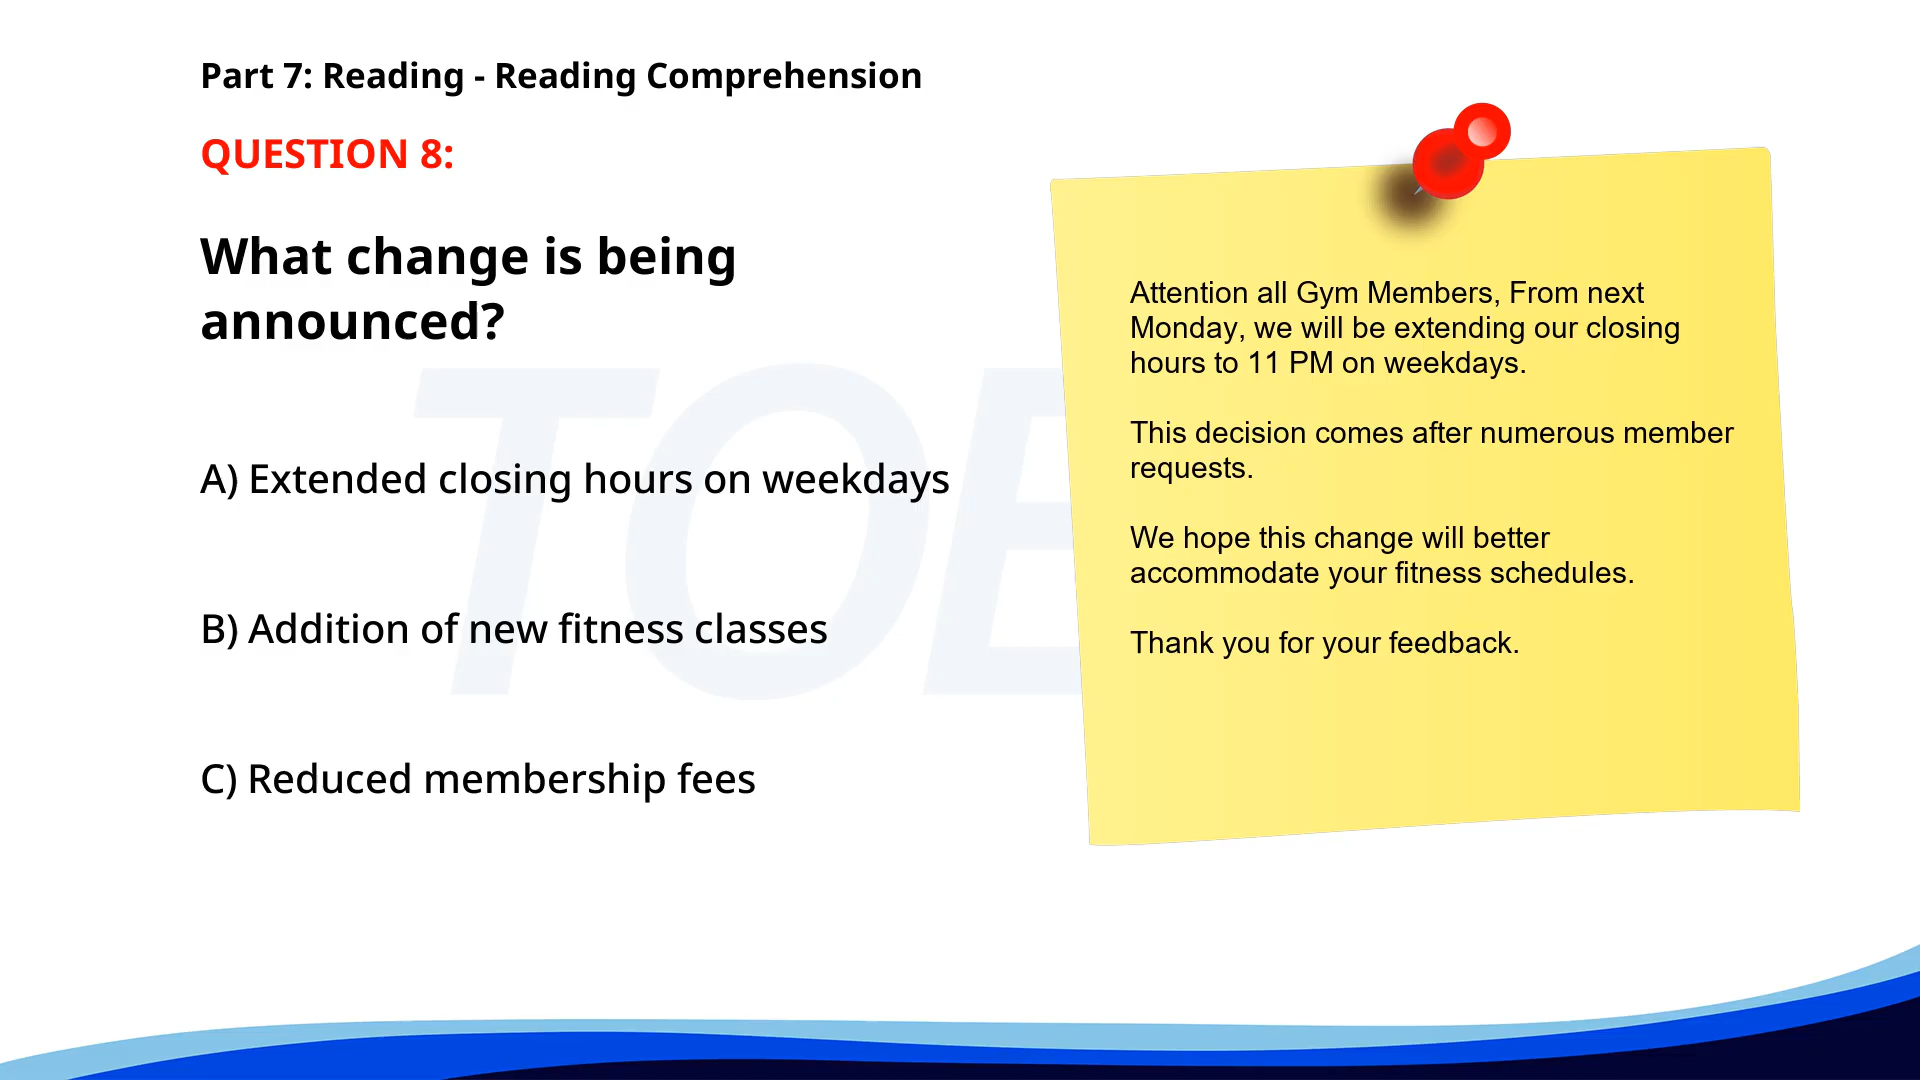 Part 7: Reading - Reading Comprehension
QUESTION 8:
What change is being
announced?
A) Extended closing hours on weekdays
B) Addition of new fitness classes
C) Reduced membership fees
Attention all Gym Members, From next
Monday, we will be extending our closing
hours to 11 PM on weekdays.
This decision comes after numerous member
requests.
We hope this change will better
accommodate your fitness schedules.
Thank you for your feedback.